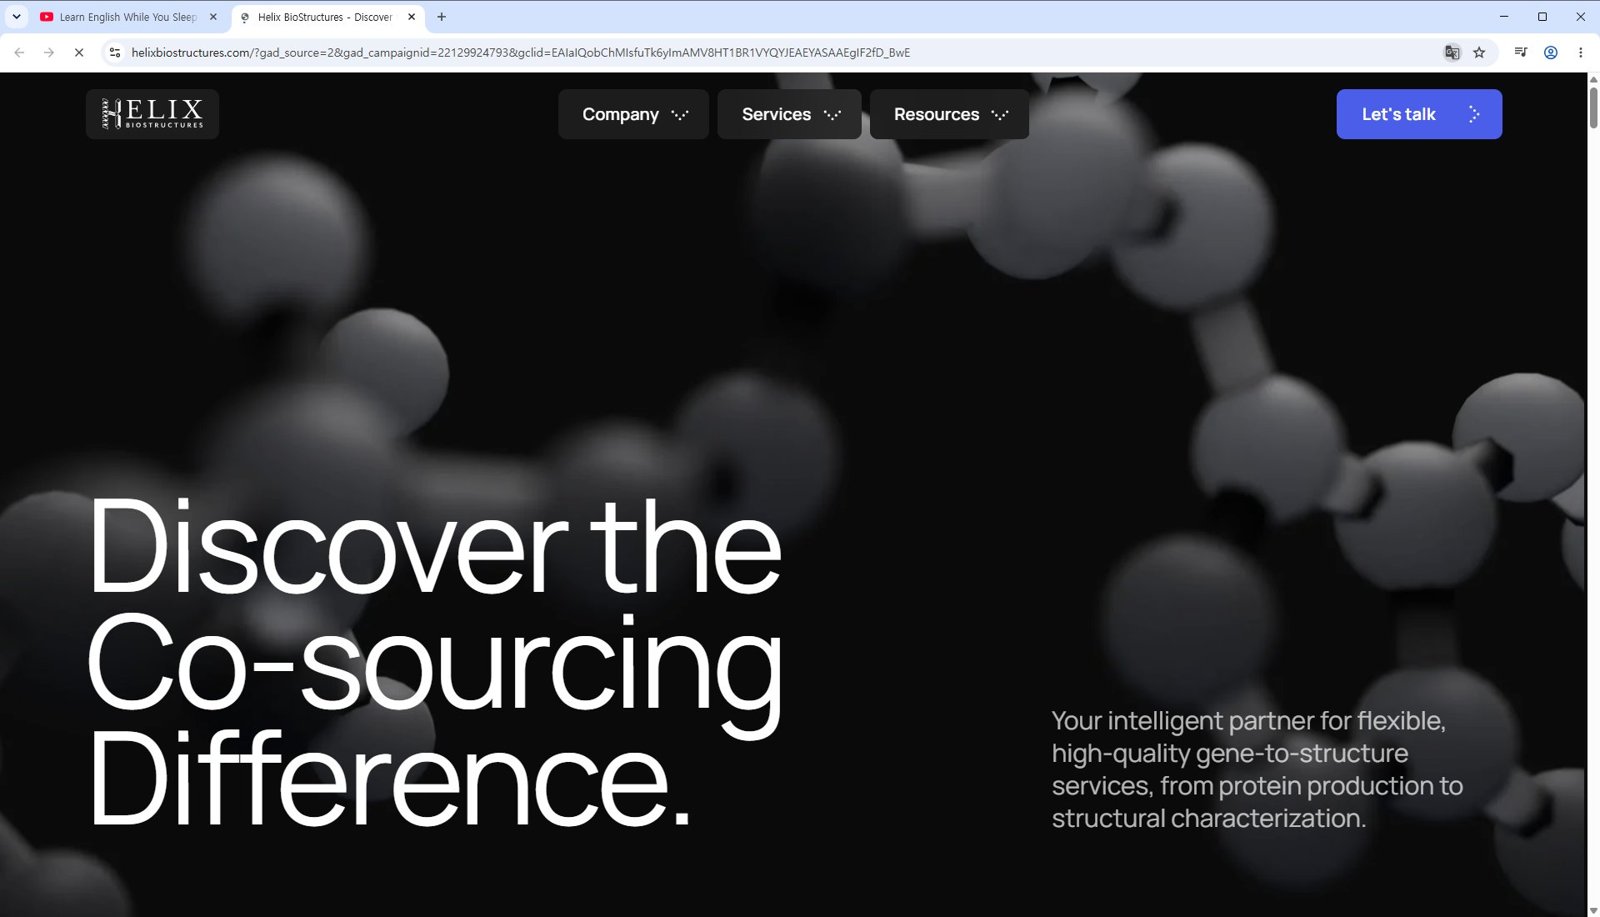 Learn English While You Sleep
Helix BioStructures - Discover
helixbiostructures.com/?gad_source=2&gad_campaignid=22129924793&gclid=EAIaIQobChMIsfuTk6yImAMV8HT1BR1VYQYJEAEYASAAEgIF2fD_BwE
HELIX
BIOSTRUCTURES
Company
Services
Resources
Let's talk
Discover the
Co-sourcing
Difference.
Your intelligent partner for flexible,
high-quality gene-to-structure
services, from protein production to
structural characterization.